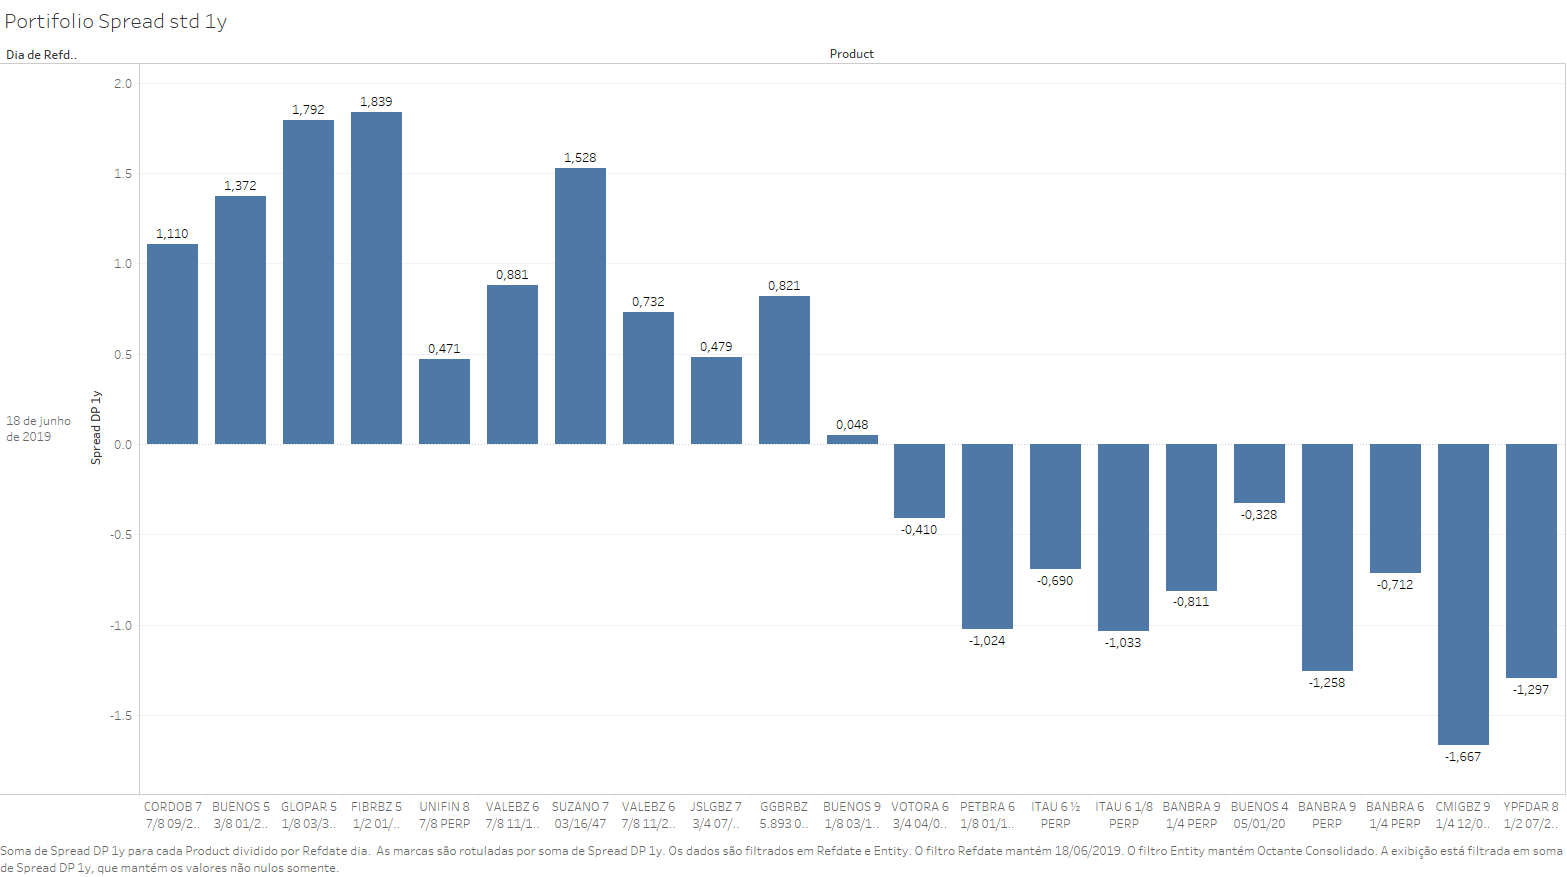 Portifolio Spread std 1y
Dia de Refd..
Product
2.0
1.5
1.0
0.5
0.0
-0.5
-1.0
-1.5
Spread DP 1y
18 de junho
de 2019
1,110
1,372
1,792
1,839
0,471
0,881
1,528
0,732
0,479
0,821
0,048
-0,410
-1,024
-0,690
-1,033
-0,811
-0,328
-1,258
-0,712
-1,667
-1,297
CORDOB 7
7/8 09/2..
BUENOS 5
3/8 01/2..
GLOPAR 5
1/8 03/3..
FIBRBZ 5
1/2 01/..
UNIFIN 8
7/8 PERP
VALEBZ 6
7/8 11/1..
SUZANO 7
03/16/47
VALEBZ 6
7/8 11/2..
JSLGBZ 7
3/4 07/..
GGBRBZ
5.893 0..
BUENOS 9
1/8 03/1..
VOTORA 6
3/4 04/0..
PETBRA 6
1/8 01/1..
ITAU 6 ½
PERP
ITAU 6 1/8
PERP
BANBRA 9
1/4 PERP
BUENOS 4
05/01/20
BANBRA 9
PERP
BANBRA 6
1/4 PERP
CMIGBZ 9
1/4 12/0..
YPFDAR 8
1/2 07/2..
Soma de Spread DP 1y para cada Product dividido por Refdate dia.  As marcas são rotuladas por soma de Spread DP 1y. Os dados são filtrados em Refdate e Entity. O filtro Refdate mantém 18/06/2019. O filtro Entity mantém Octante Consolidado. A exibição está filtrada em soma
de Spread DP 1y, que mantém os valores não nulos somente.